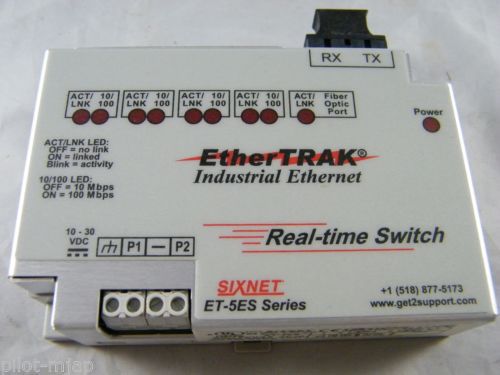 RX TX
ACT/ 10/ ACT/ 10/ ACT/ 10/ ACT/ 10/ ACT/ Fiber
LNK 100 LNK 100 LNK 100 LNK 100 LNK Optic
Port
Power
ACT/LNK LED:
OFF = no link
ON = linked
Blink = activity
10/100 LED:
OFF = 10 Mbps
ON = 100 Mbps
EtherTRAK®
Industrial Ethernet
10 - 30
VDC
P1 P2
Real-time Switch
SIXNET
ET-5ES Series
+1 (518) 877-5173
www.get2support.com
pilot-mjap